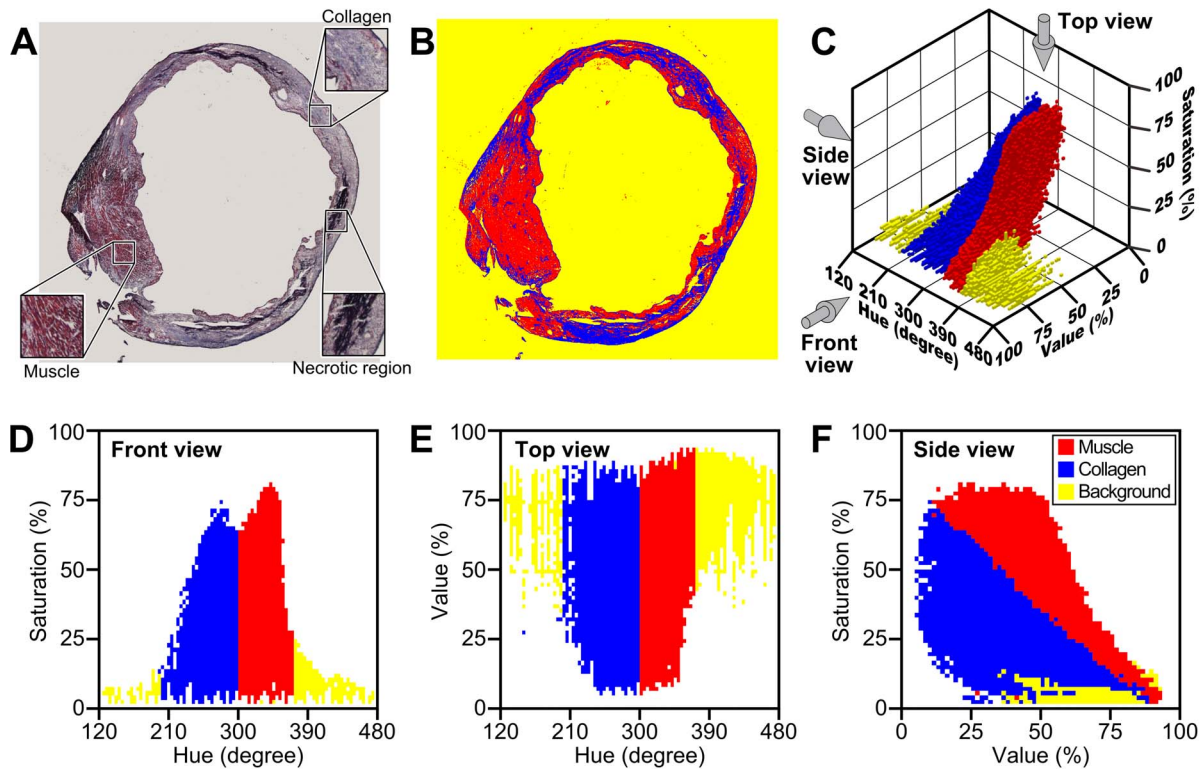 A
Collagen
Muscle
Necrotic region
B
C
Top view
Side
view
Front
view
100
75
50
25
0
Saturation (%)
120
210
300
390
480
Hue (degree)
100
75
50
25
0
Value (%)
D
Front view
100
75
50
25
0
Saturation (%)
120 210 300 390 480
Hue (degree)
E
Top view
100
75
50
25
0
Value (%)
120 210 300 390 480
Hue (degree)
F
Side view
Muscle
Collagen
Background
100
75
50
25
0
Saturation (%)
0 25 50 75 100
Value (%)